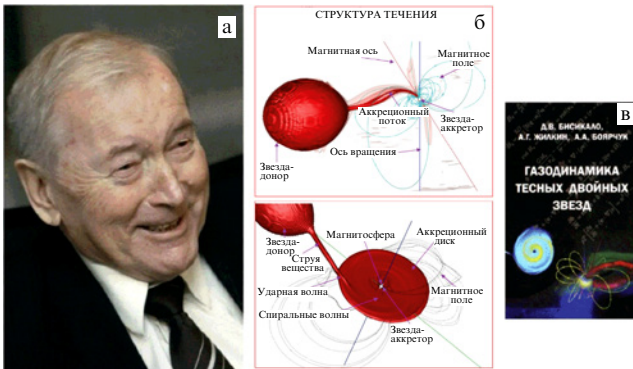 а
СТРУКТУРА ТЕЧЕНИЯ
б
Магнитная ось
Магнитное
поле
Аккреционный
поток
Звезда-
аккретор
Ось вращения
Звезда-
донор
Магнитосфера
Аккреционный
диск
Звезда-
донор
Струя
вещества
Ударная волна
Магнитное
поле
Спиральные волны
Звезда-
аккретор
в
Д.В. БИСИКАЛО,
А.Г. ЖИЛКИН, А.А. БОЯРЧУК
ГАЗОДИНАМИКА
ТЕСНЫХ ДВОЙНЫХ
ЗВЕЗД